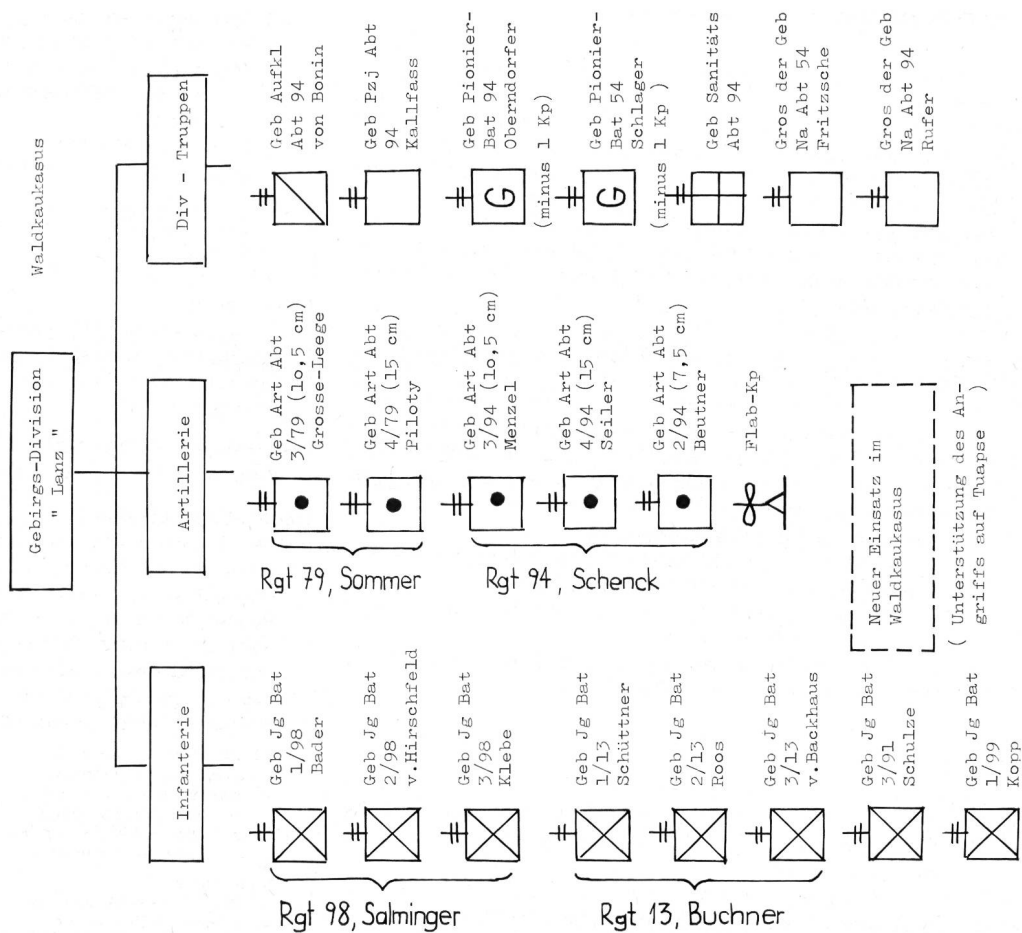 Waldkaukasus
Gebirgs-Division
" Lanz "
Infanterie
Artillerie
Div - Truppen
Geb Jg Bat
1/98
Bader
Geb Jg Bat
2/98
v.Hirschfeld
Geb Jg Bat
3/98
Klebe
Rgt 98, Salminger
Geb Jg Bat
1/13
Schüttner
Geb Jg Bat
2/13
Roos
Geb Jg Bat
3/13
v.Backhaus
Rgt 13, Buchner
Geb Jg Bat
3/91
Schulze
Geb Jg Bat
1/99
Kopp
Geb Art Abt
3/79 (lo,5 cm)
Grosse-Leege
Geb Art Abt
4/79 (15 cm)
Piloty
Rgt 79, Sommer
Geb Art Abt
3/94 (lo,5 cm)
Menzel
Geb Art Abt
4/94 (15 cm)
Seiler
Geb Art Abt
2/94 (7,5 cm)
Beutner
Rgt 94, Schenck
Flab-Kp
Neuer Einsatz im
Waldkaukasus
( Unterstützung des An-
griffs auf Tuapse )
Geb Aufkl
Abt 94
von Bonin
Geb Pzj Abt
94
Kallfass
G
Geb Pionier-
Bat 94
Oberndorfer
(minus 1 Kp)
G
Geb Pionier-
Bat 54
Schlager
(minus 1 Kp )
Geb Sanitäts
Abt 94
Gros der Geb
Na Abt 54
Fritzsche
Gros der Geb
Na Abt 94
Rufer